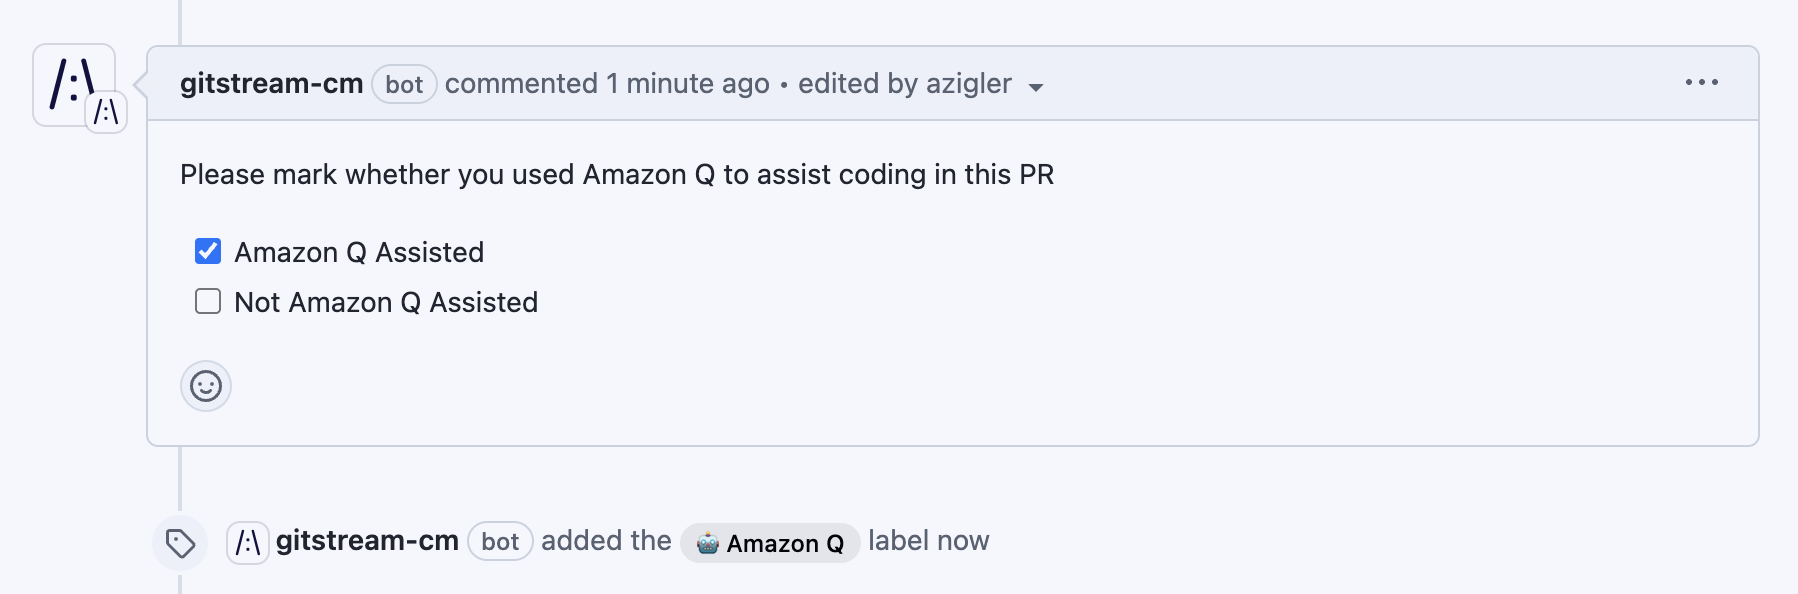 gitstream-cm bot commented 1 minute ago • edited by azigler
Please mark whether you used Amazon Q to assist coding in this PR
Amazon Q Assisted
Not Amazon Q Assisted
gitstream-cm bot added the 🤖 Amazon Q label now